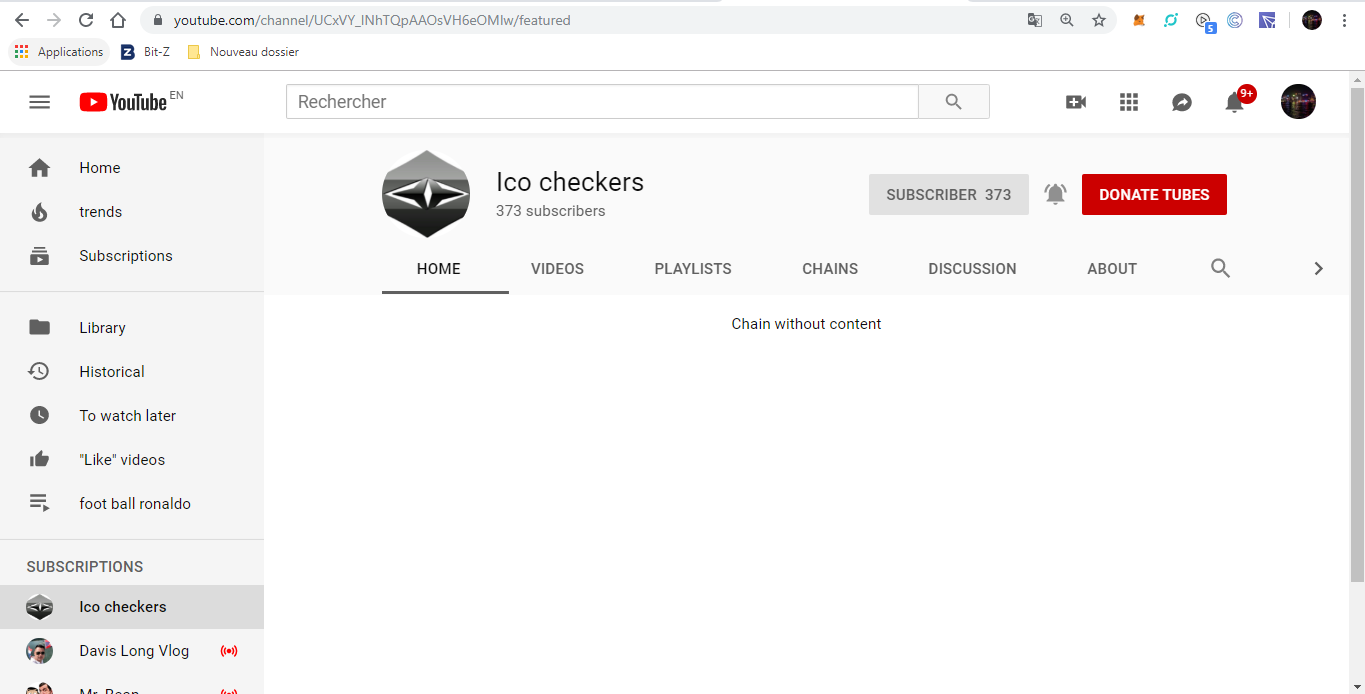 youtube.com/channel/UCxVY_INhTQpAAOsVH6eOMIw/featured
5
Applications Bit-Z Nouveau dossier
YouTube EN
Rechercher
9+
Home
trends
Subscriptions
Library
Historical
To watch later
"Like" videos
foot ball ronaldo
SUBSCRIPTIONS
Ico checkers
Davis Long Vlog
Mr. Bean
Ico checkers
373 subscribers
SUBSCRIBER 373
DONATE TUBES
HOME VIDEOS PLAYLISTS CHAINS DISCUSSION ABOUT
Chain without content